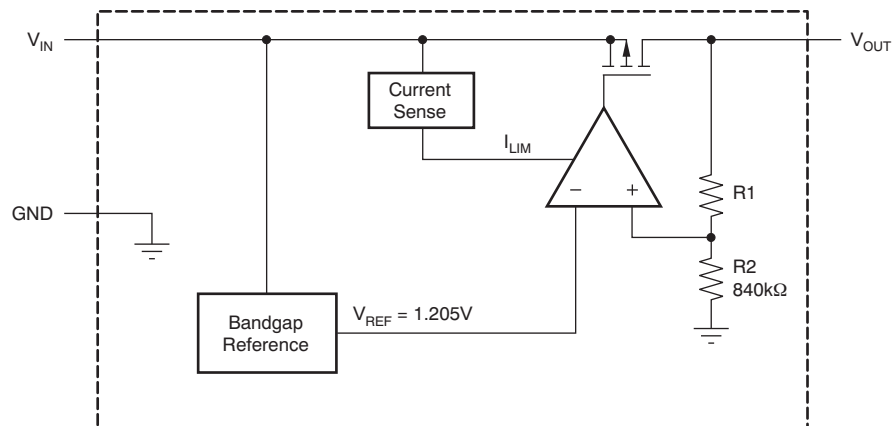 V_IN
V_OUT
Current
Sense
I_LIM
−
+
R1
GND
R2
840kΩ
V_REF = 1.205V
Bandgap
Reference